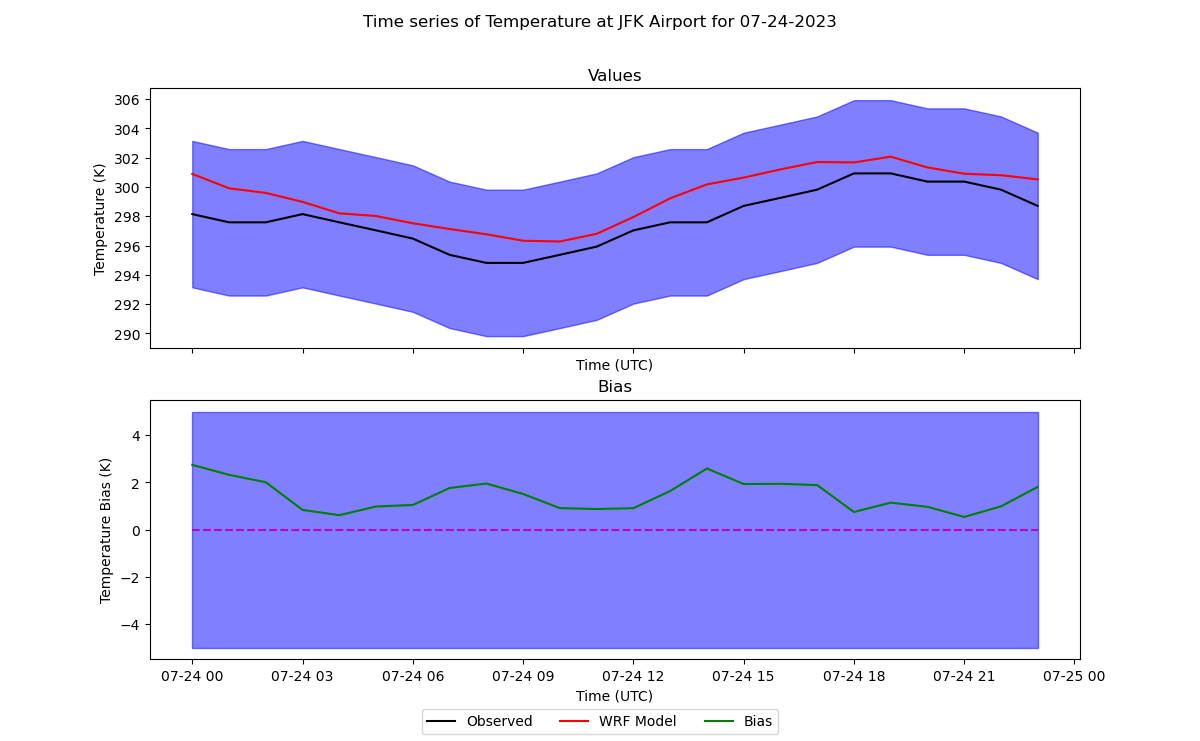 Time series of Temperature at JFK Airport for 07-24-2023
Values
Temperature (K)
306
304
302
300
298
296
294
292
290
Time (UTC)
Bias
Temperature Bias (K)
4
2
0
−2
−4
07-24 00 07-24 03 07-24 06 07-24 09 07-24 12 07-24 15 07-24 18 07-24 21 07-25 00
Time (UTC)
Observed WRF Model Bias